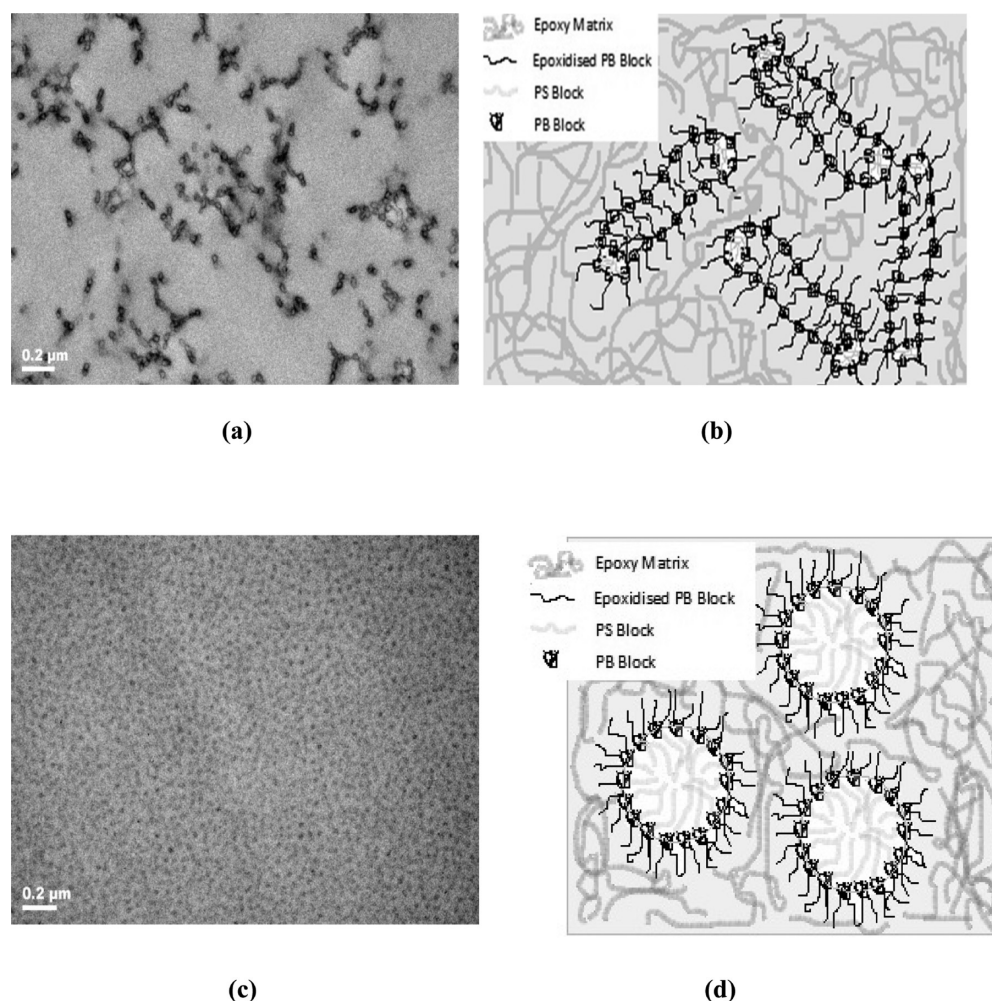 0.2 µm
(a)
Epoxy Matrix
Epoxidised PB Block
PS Block
PB Block
(b)
0.2 µm
(c)
Epoxy Matrix
Epoxidised PB Block
PS Block
PB Block
(d)